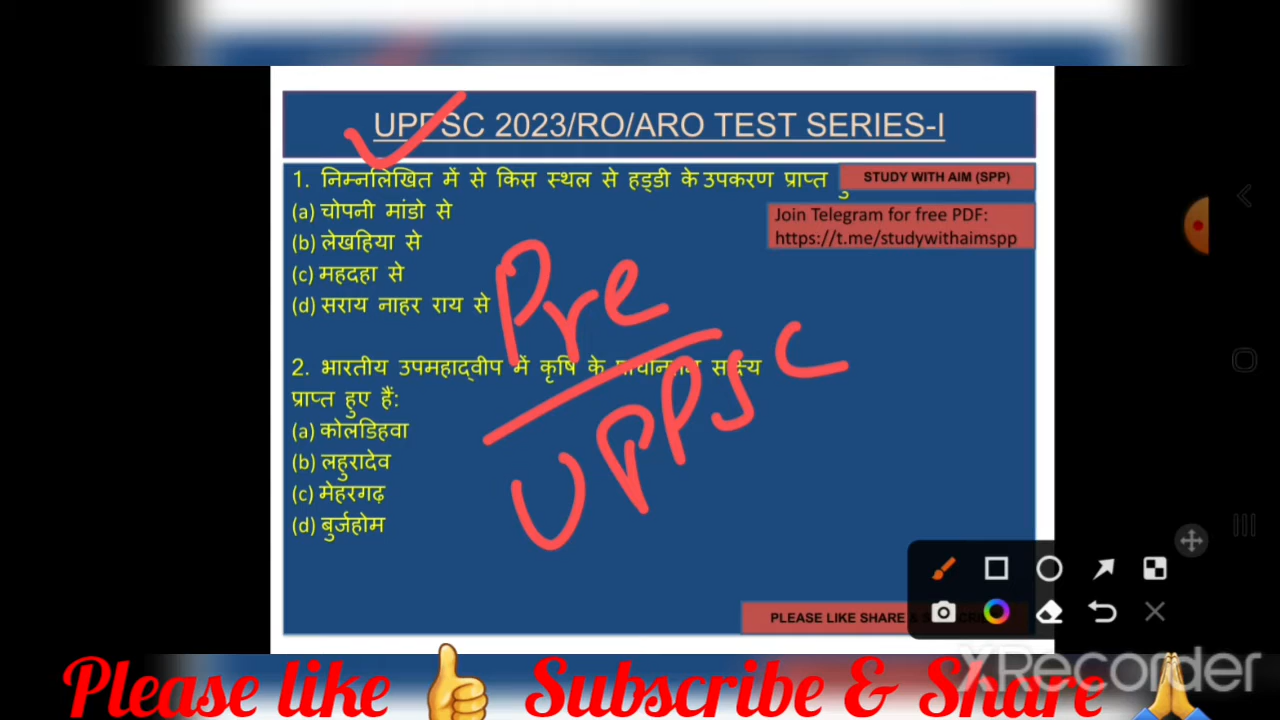 UPPSC 2023/RO/ARO TEST SERIES-I
1. निम्नलिखित में से किस स्थल से हड्डी के उपकरण प्राप्त
STUDY WITH AIM (SPP)
(a) चोपनी मांडो से
Join Telegram for free PDF:
https://t.me/studywithaimspp
(b) लेखहिया से
(c) महदहा से
(d) सराय नाहर राय से
Pre
UPPSC
2. भारतीय उपमहाद्वीप में कृषि के
प्राप्त हुए हैं:
(a) कोलडिहवा
(b) लहुरादेव
(c) मेहरगढ़
(d) बुर्जहोम
PLEASE LIKE SHARE
Please like 👍 Subscribe & Share 🙏
XRecorder